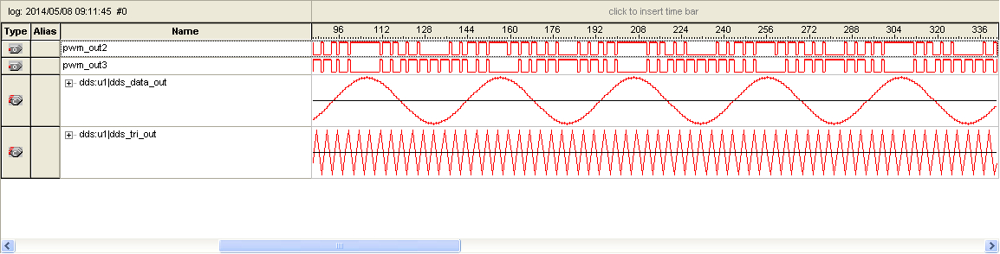 log: 2014/05/08 09:11:45 #0
click to insert time bar
Type Alias Name
96 112 128 144 160 176 192 208 224 240 256 272 288 304 320 336
pwm_out2
pwm_out3
dds:u1|dds_data_out
dds:u1|dds_tri_out